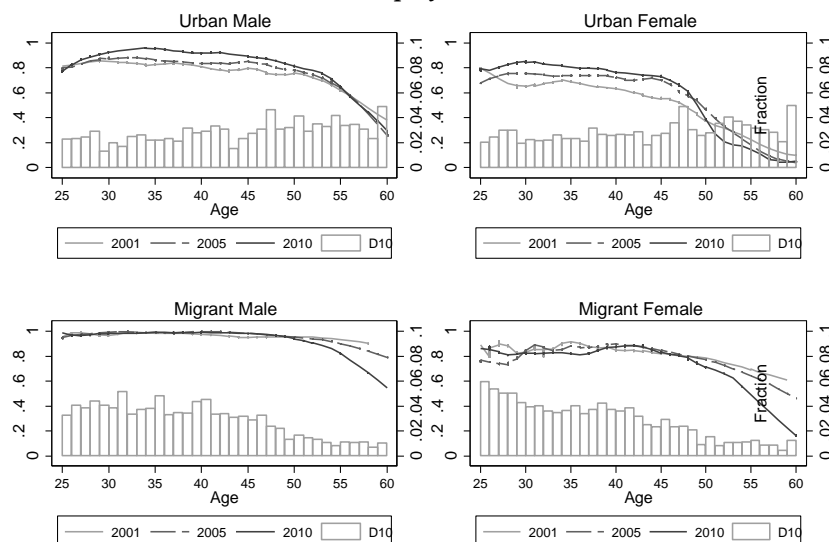 Urban Male
0 .2 .4 .6 .8 1
0 .02 .04 .06 .08 .1
25 30 35 40 45 50 55 60
Age
2001 2005 2010 D10
Urban Female
0 .2 .4 .6 .8 1
0 .02 .04 .06 .08 .1
Fraction
25 30 35 40 45 50 55 60
Age
2001 2005 2010 D10
Migrant Male
0 .2 .4 .6 .8 1
0 .02 .04 .06 .08 .1
25 30 35 40 45 50 55 60
Age
2001 2005 2010 D10
Migrant Female
0 .2 .4 .6 .8 1
0 .02 .04 .06 .08 .1
Fraction
25 30 35 40 45 50 55 60
Age
2001 2005 2010 D10